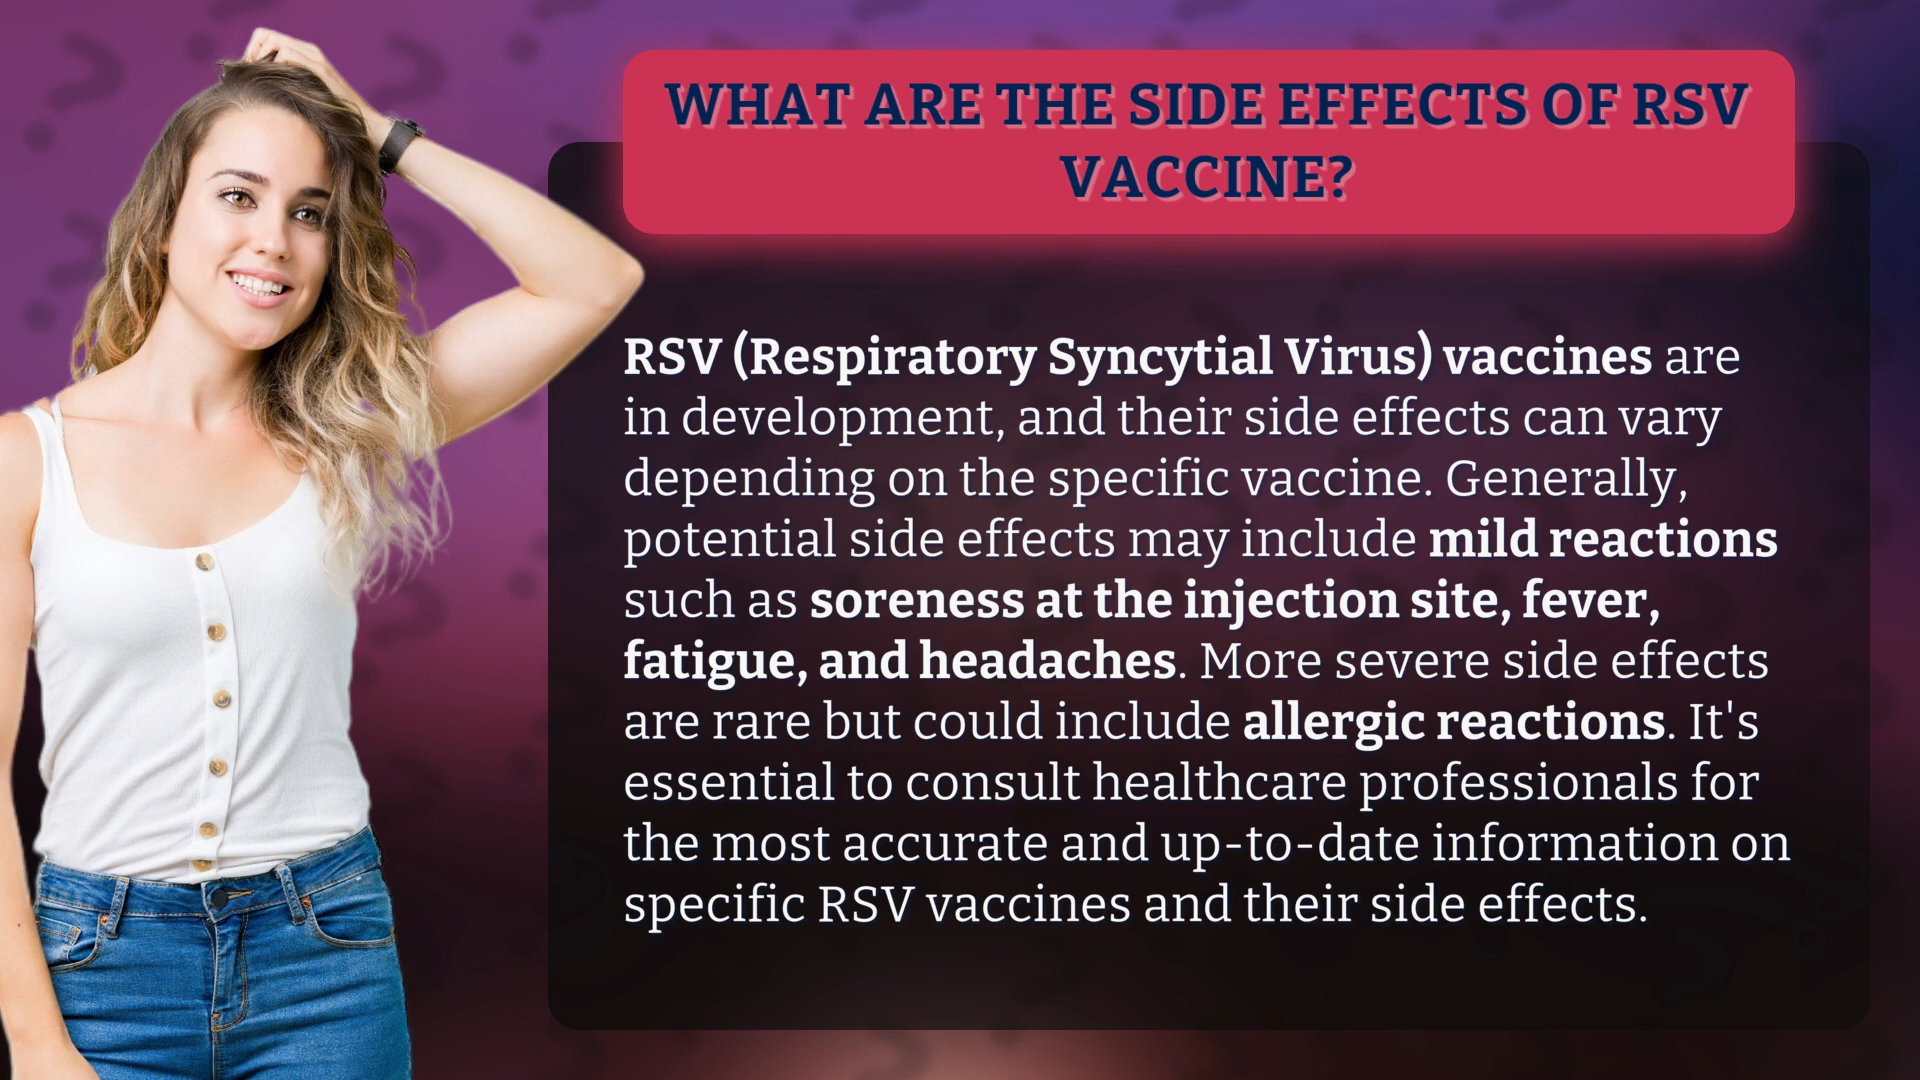 WHAT ARE THE SIDE EFFECTS OF RSV
VACCINE?
RSV (Respiratory Syncytial Virus) vaccines are
in development, and their side effects can vary
depending on the specific vaccine. Generally,
potential side effects may include mild reactions
such as soreness at the injection site, fever,
fatigue, and headaches. More severe side effects
are rare but could include allergic reactions. It's
essential to consult healthcare professionals for
the most accurate and up-to-date information on
specific RSV vaccines and their side effects.